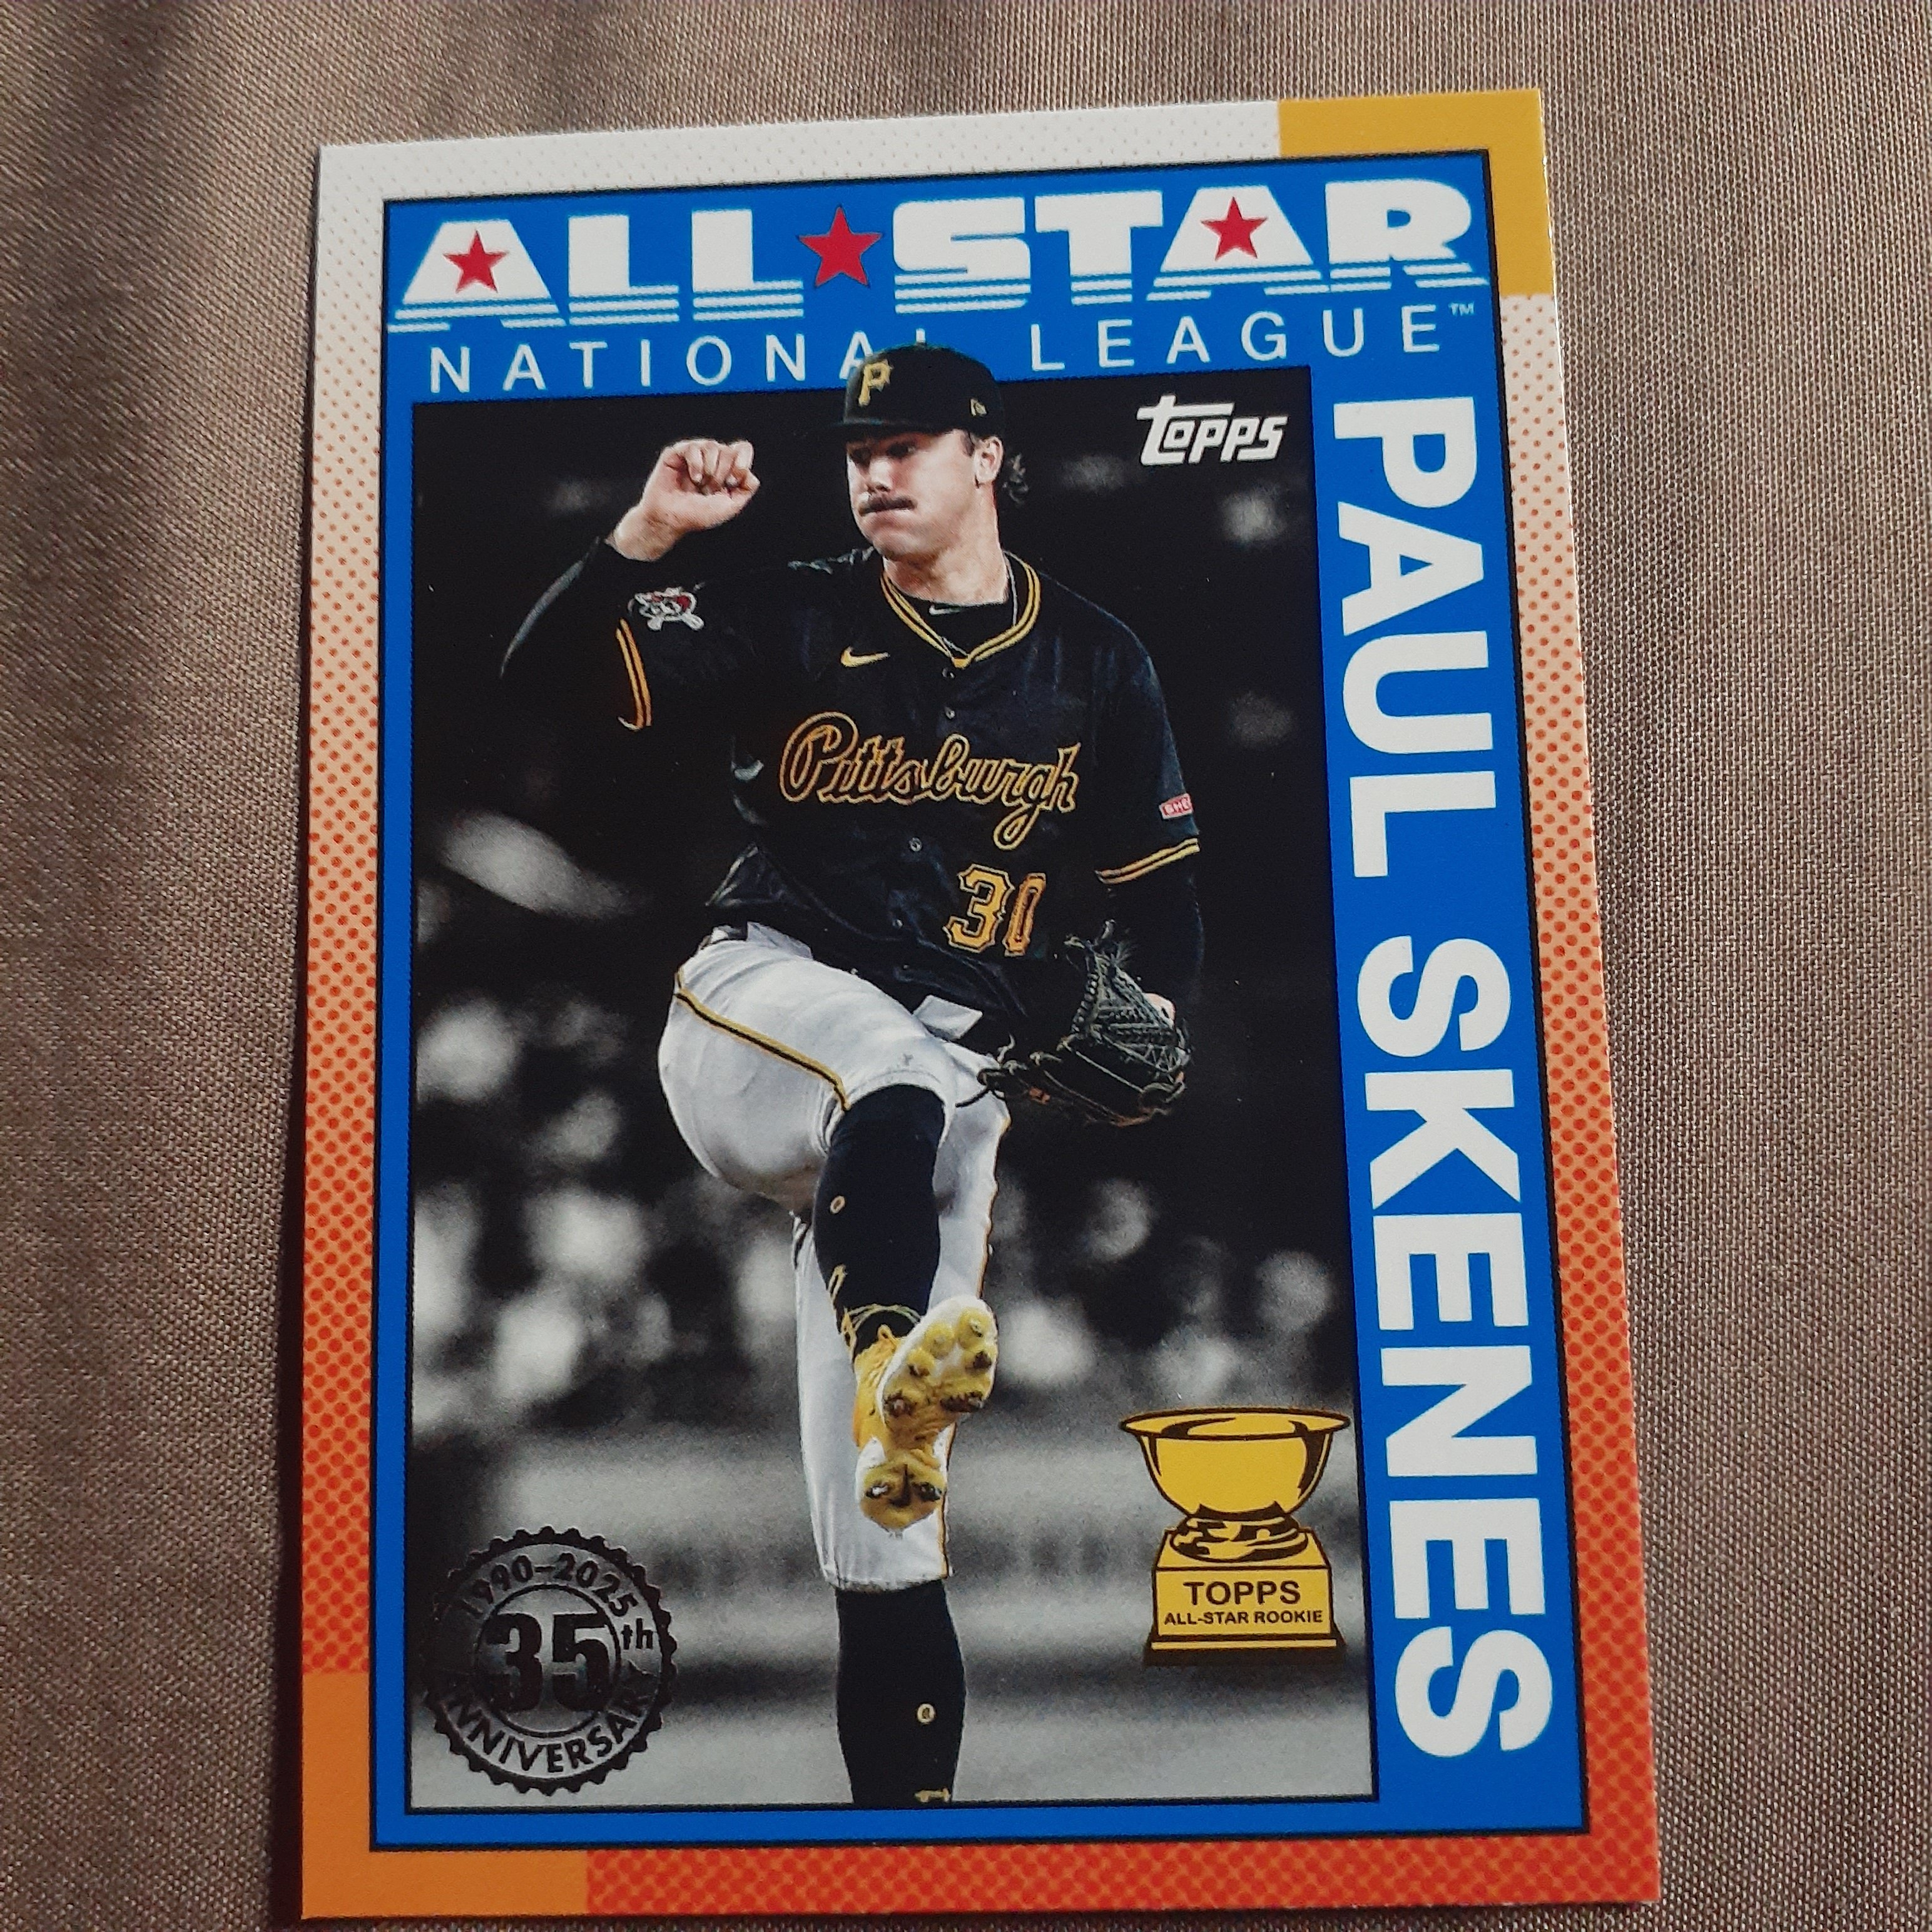 ALL★STAR
NATIONAL LEAGUE™
P
TOPPS
PAUL SKENES
Pittsburgh
30
TOPPS
ALL-STAR ROOKIE
1990-2025
35th
ANNIVERSARY